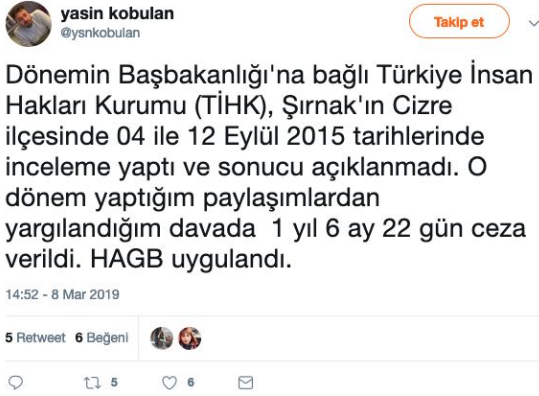 yasin kobulan
@ysnkobulan
Takip et
Dönemin Başbakanlığı'na bağlı Türkiye İnsan
Hakları Kurumu (TİHK), Şırnak'ın Cizre
ilçesinde 04 ile 12 Eylül 2015 tarihlerinde
inceleme yaptı ve sonucu açıklanmadı. O
dönem yaptığım paylaşımlardan
yargılandığım davada  1 yıl 6 ay 22 gün ceza
verildi. HAGB uygulandı.
14:52 - 8 Mar 2019
5 Retweet 6 Beğeni
5 6